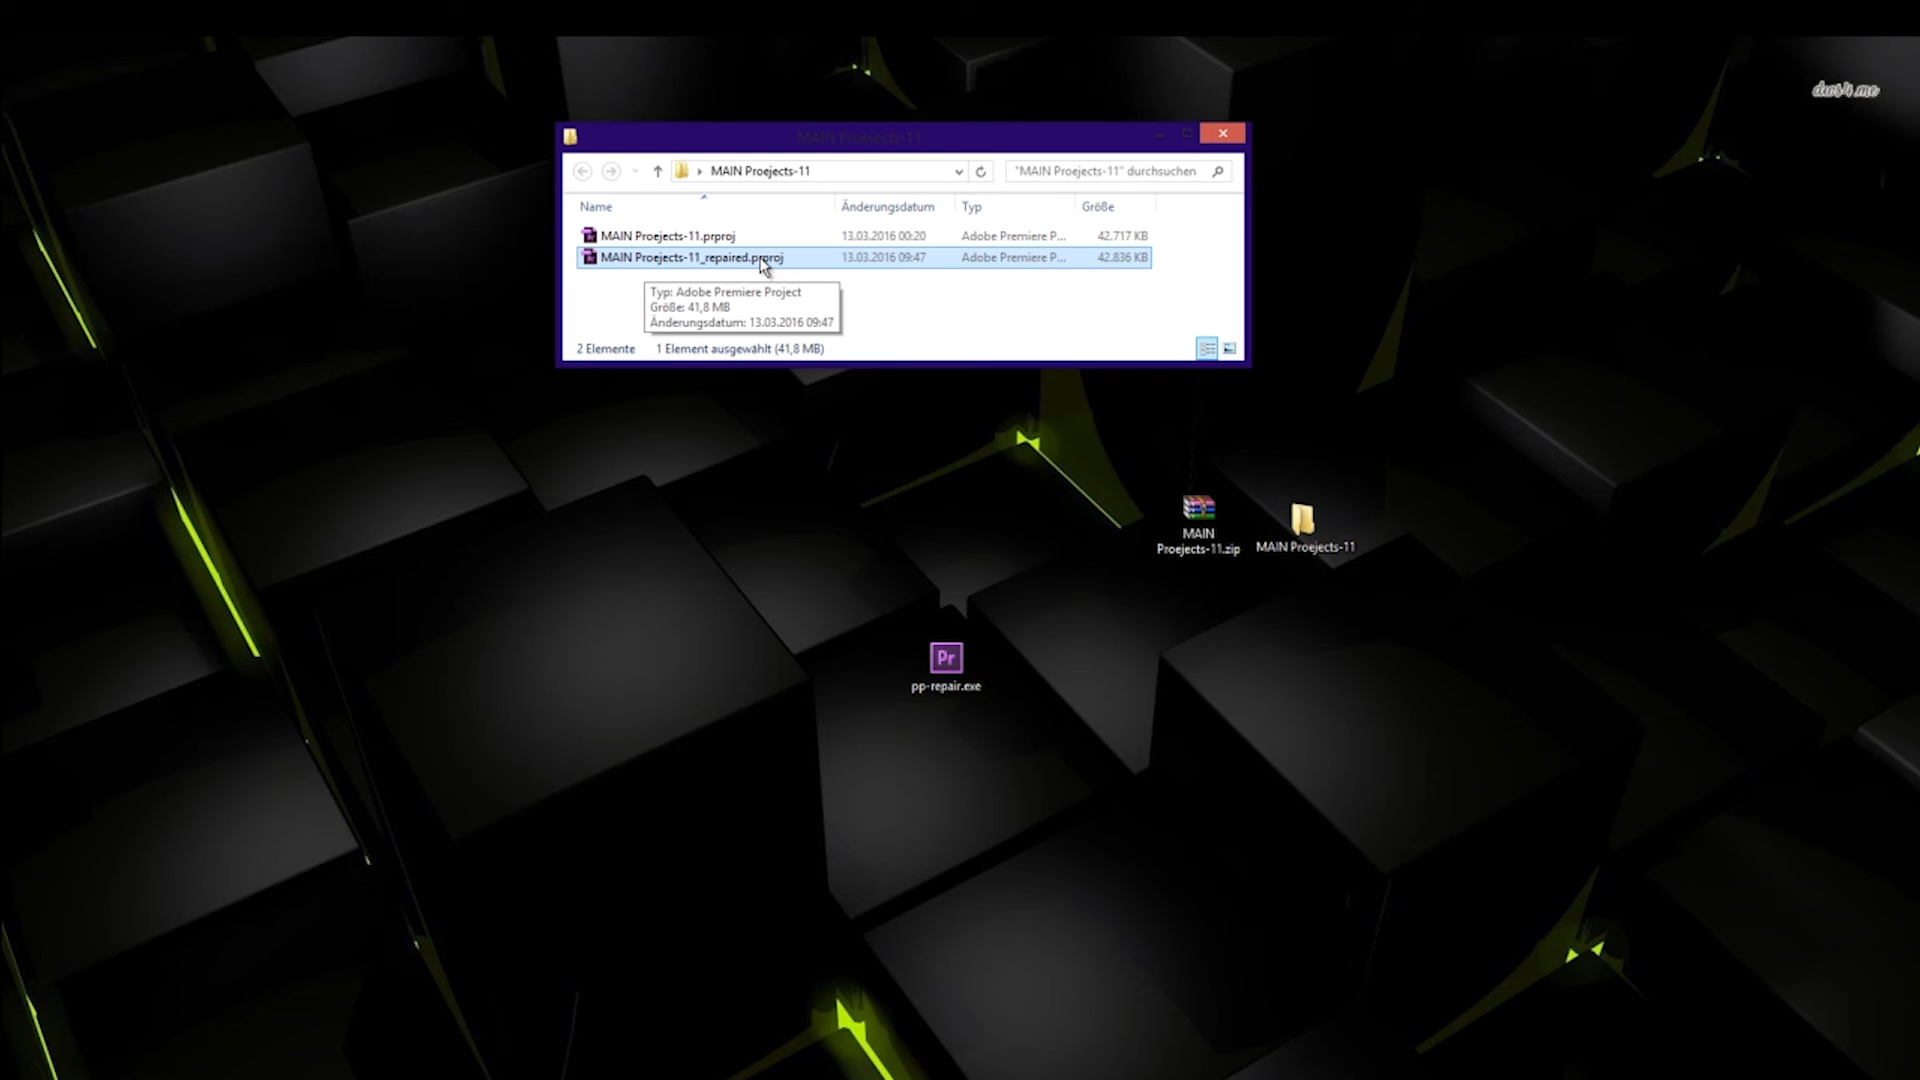 MAIN Proejects-11
MAIN Proejects-11
"MAIN Proejects-11" durchsuchen
Name
Änderungsdatum
Typ
Größe
MAIN Proejects-11.prproj
13.03.2016 00:20
Adobe Premiere P...
42.717 KB
MAIN Proejects-11_repaired.prproj
13.03.2016 09:47
Adobe Premiere P...
42.836 KB
Typ: Adobe Premiere Project
Größe: 41,8 MB
Änderungsdatum: 13.03.2016 09:47
2 Elemente
1 Element ausgewählt (41,8 MB)
MAIN
Proejects-11.zip
MAIN Proejects-11
Pr
pp-repair.exe